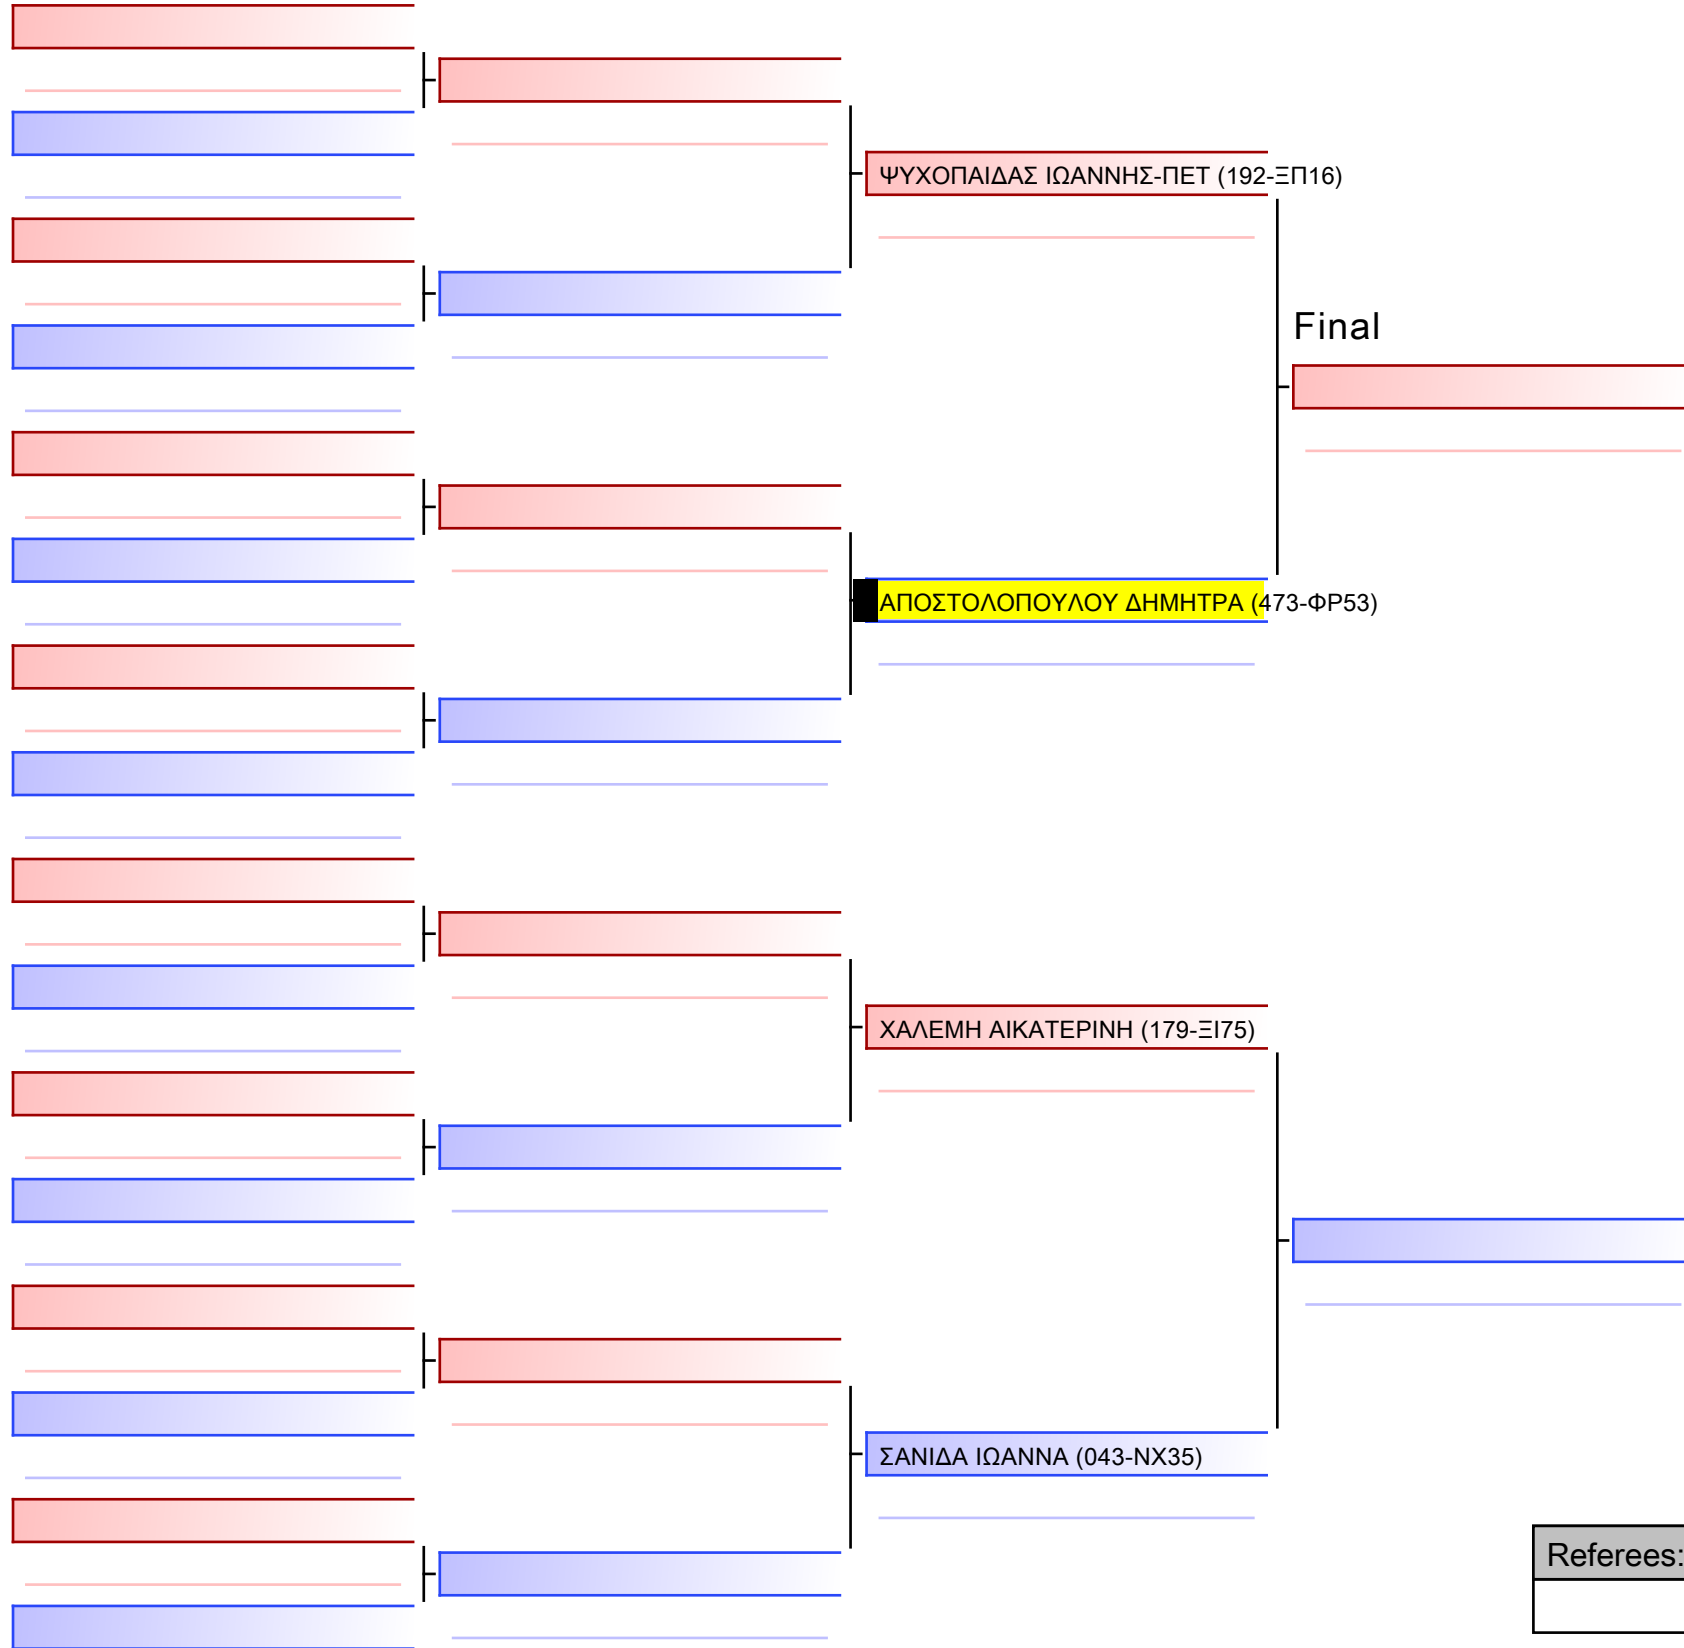 ΨΥΧΟΠΑΙΔΑΣ ΙΩΑΝΝΗΣ-ΠΕΤ (192-ΞΠ16)
Final
ΑΠΟΣΤΟΛΟΠΟΥΛΟΥ ΔΗΜΗΤΡΑ (473-ΦΡ53)
ΧΑΛΕΜΗ ΑΙΚΑΤΕΡΙΝΗ (179-ΞΙ75)
ΣΑΝΙΔΑ ΙΩΑΝΝΑ (043-ΝΧ35)
Referees: